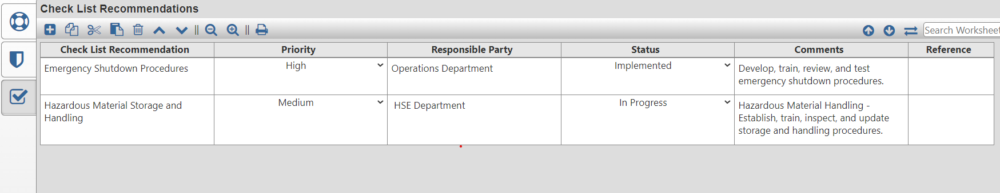 Check List Recommendations
Search Worksheet
Check List Recommendation Priority Responsible Party Status Comments Reference
Emergency Shutdown Procedures High Operations Department Implemented Develop, train, review, and test
emergency shutdown procedures.
Hazardous Material Storage and Medium HSE Department In Progress Hazardous Material Handling -
Handling Establish, train, inspect, and update
storage and handling procedures.